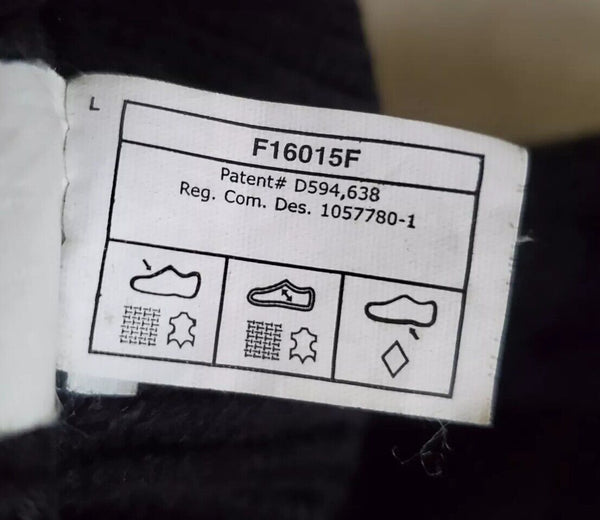 L
F16015F
Patent# D594,638
Reg. Com. Des. 1057780-1